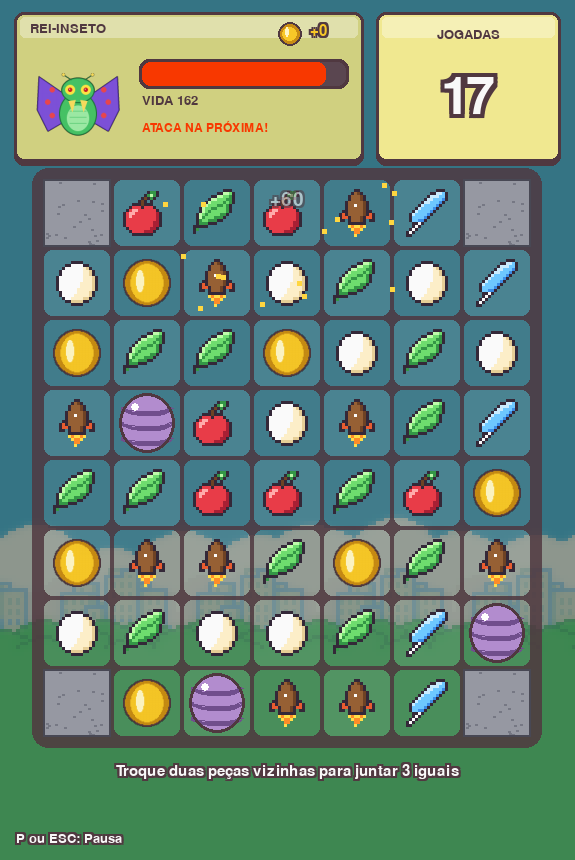 REI-INSETO
+0
VIDA 162
ATACA NA PRÓXIMA!
JOGADAS
17
+60
Troque duas peças vizinhas para juntar 3 iguais
P ou ESC: Pausa